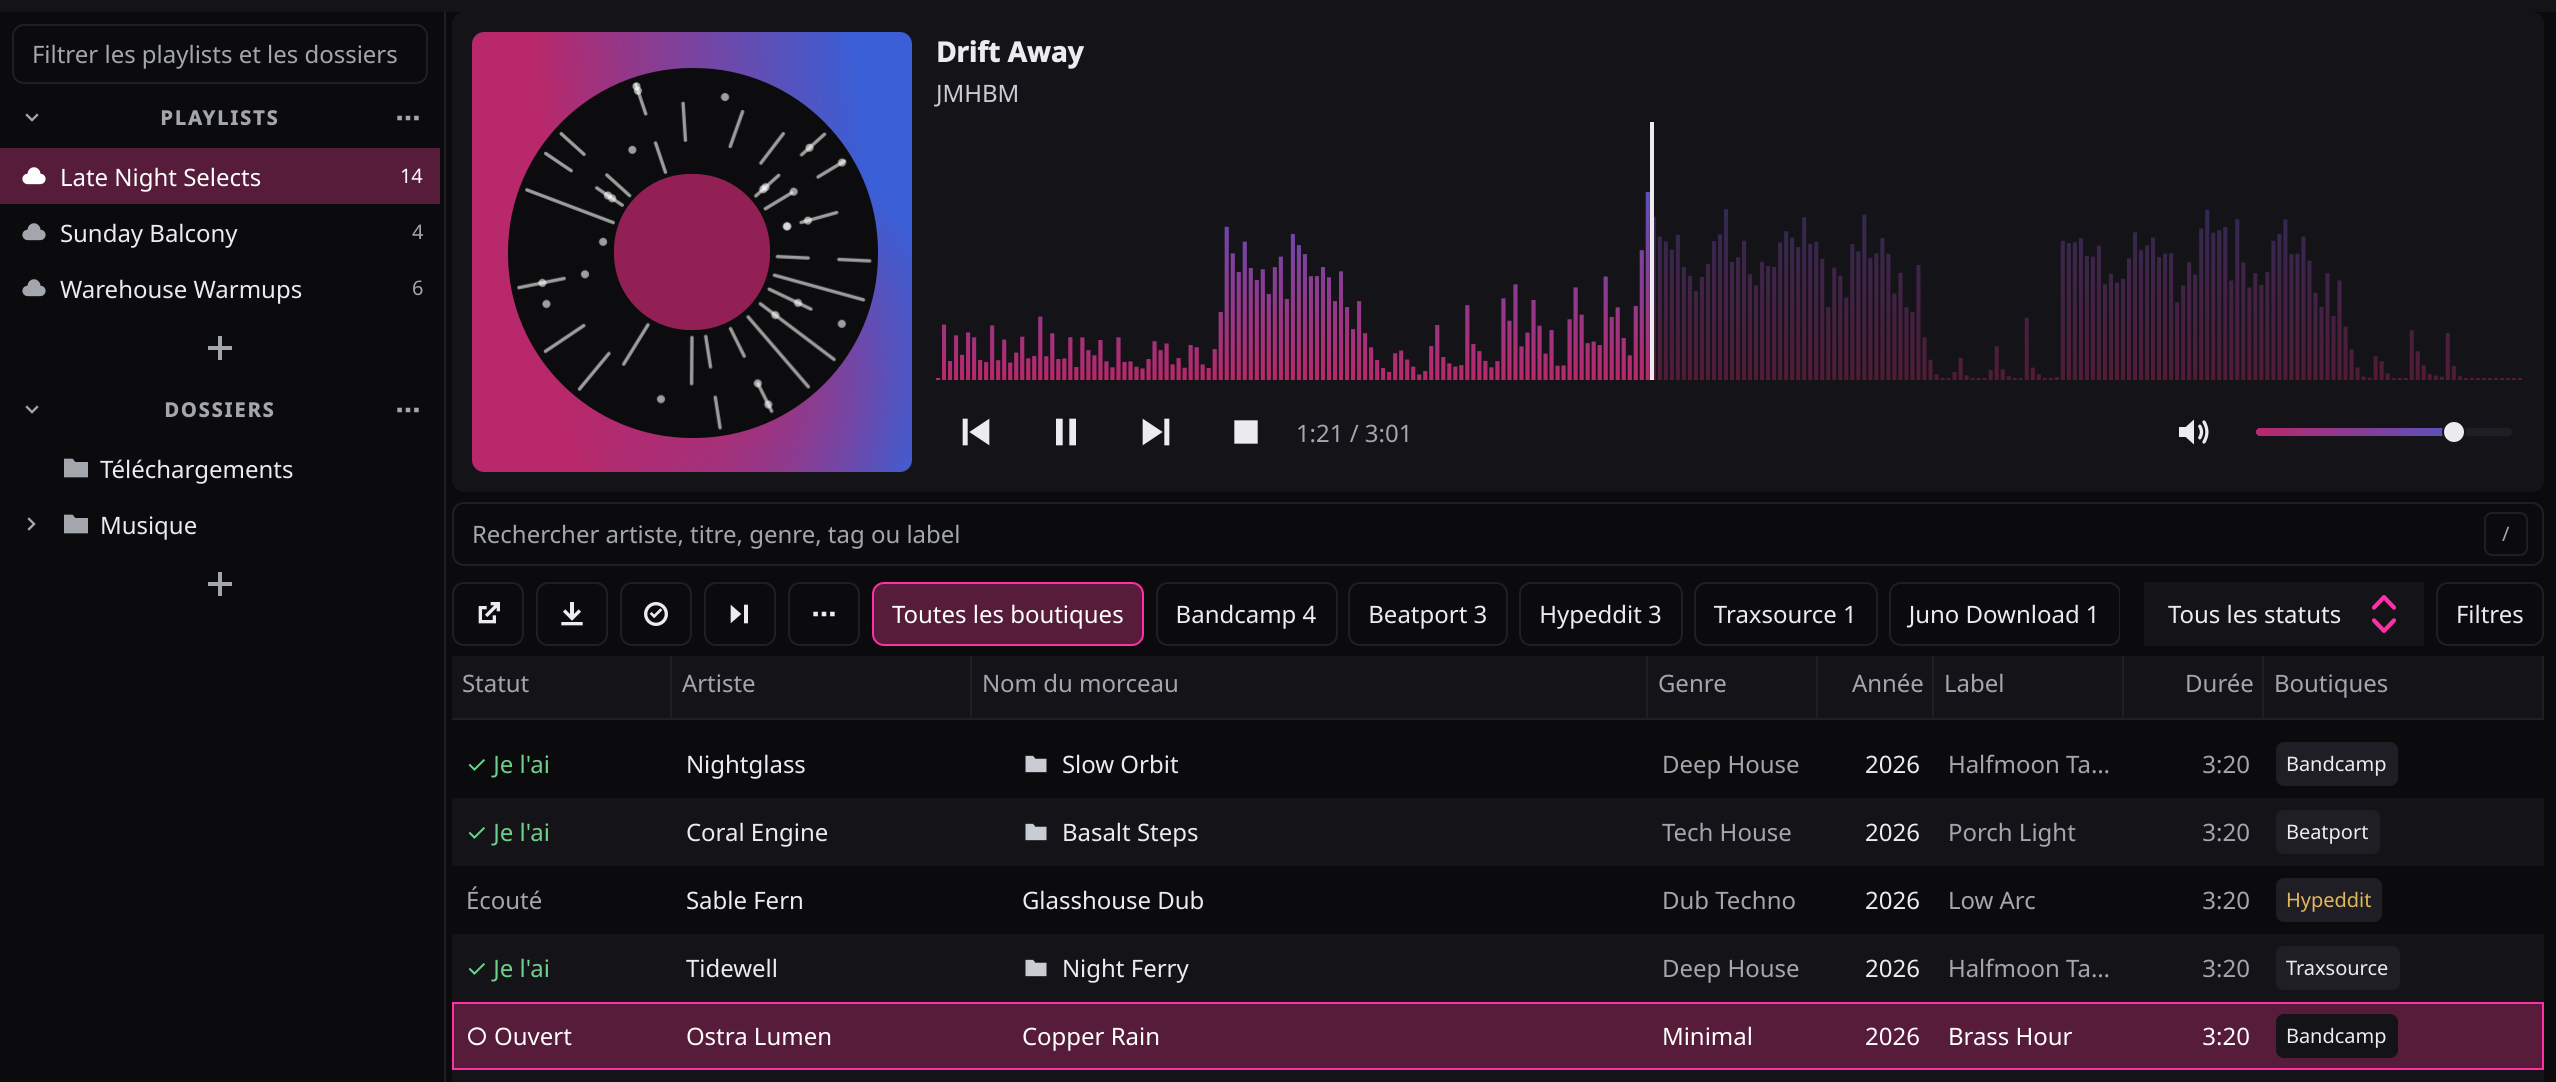 Filtrer les playlists et les dossiers
PLAYLISTS
Late Night Selects 14
Sunday Balcony 4
Warehouse Warmups 6
DOSSIERS
Téléchargements
Musique
Drift Away
JMHBM
1:21 / 3:01
Rechercher artiste, titre, genre, tag ou label /
Toutes les boutiques Bandcamp 4 Beatport 3 Hypeddit 3 Traxsource 1 Juno Download 1 Tous les statuts Filtres
Statut Artiste Nom du morceau Genre Année Label Durée Boutiques
Je l'ai Nightglass Slow Orbit Deep House 2026 Halfmoon Ta... 3:20 Bandcamp
Je l'ai Coral Engine Basalt Steps Tech House 2026 Porch Light 3:20 Beatport
Écouté Sable Fern Glasshouse Dub Dub Techno 2026 Low Arc 3:20 Hypeddit
Je l'ai Tidewell Night Ferry Deep House 2026 Halfmoon Ta... 3:20 Traxsource
Ouvert Ostra Lumen Copper Rain Minimal 2026 Brass Hour 3:20 Bandcamp